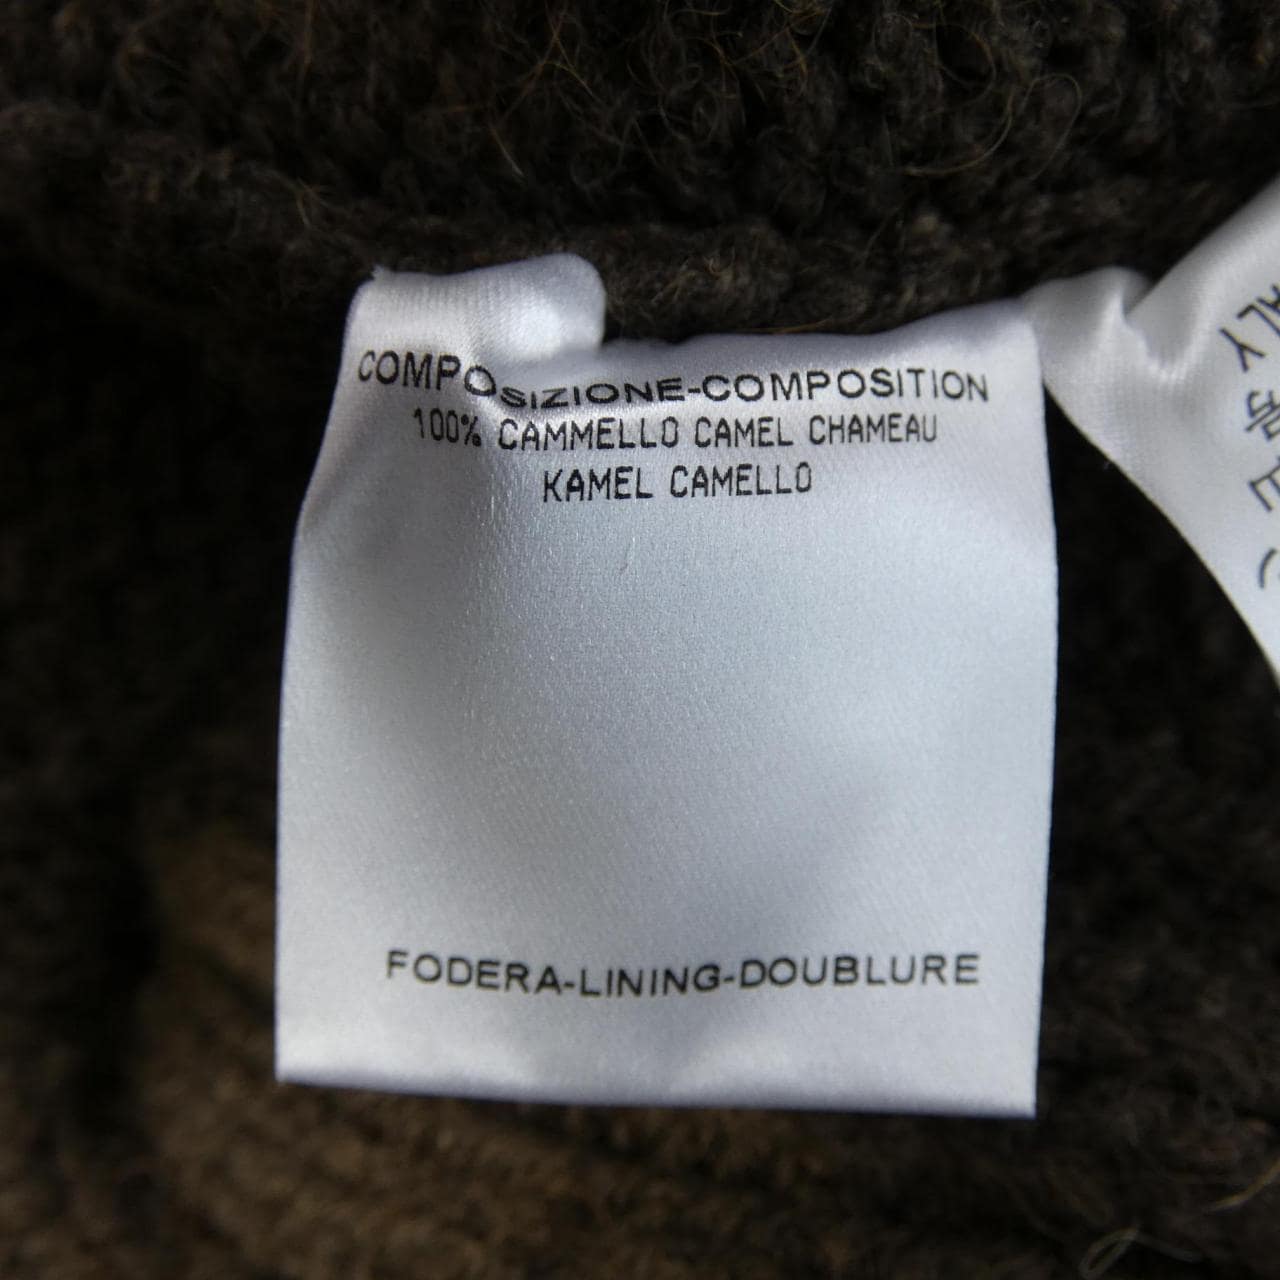 COMPOSIZIONE-COMPOSITION
100% CAMMELLO CAMEL CHAMEAU
KAMEL CAMELLO
FODERA-LINING-DOUBLURE